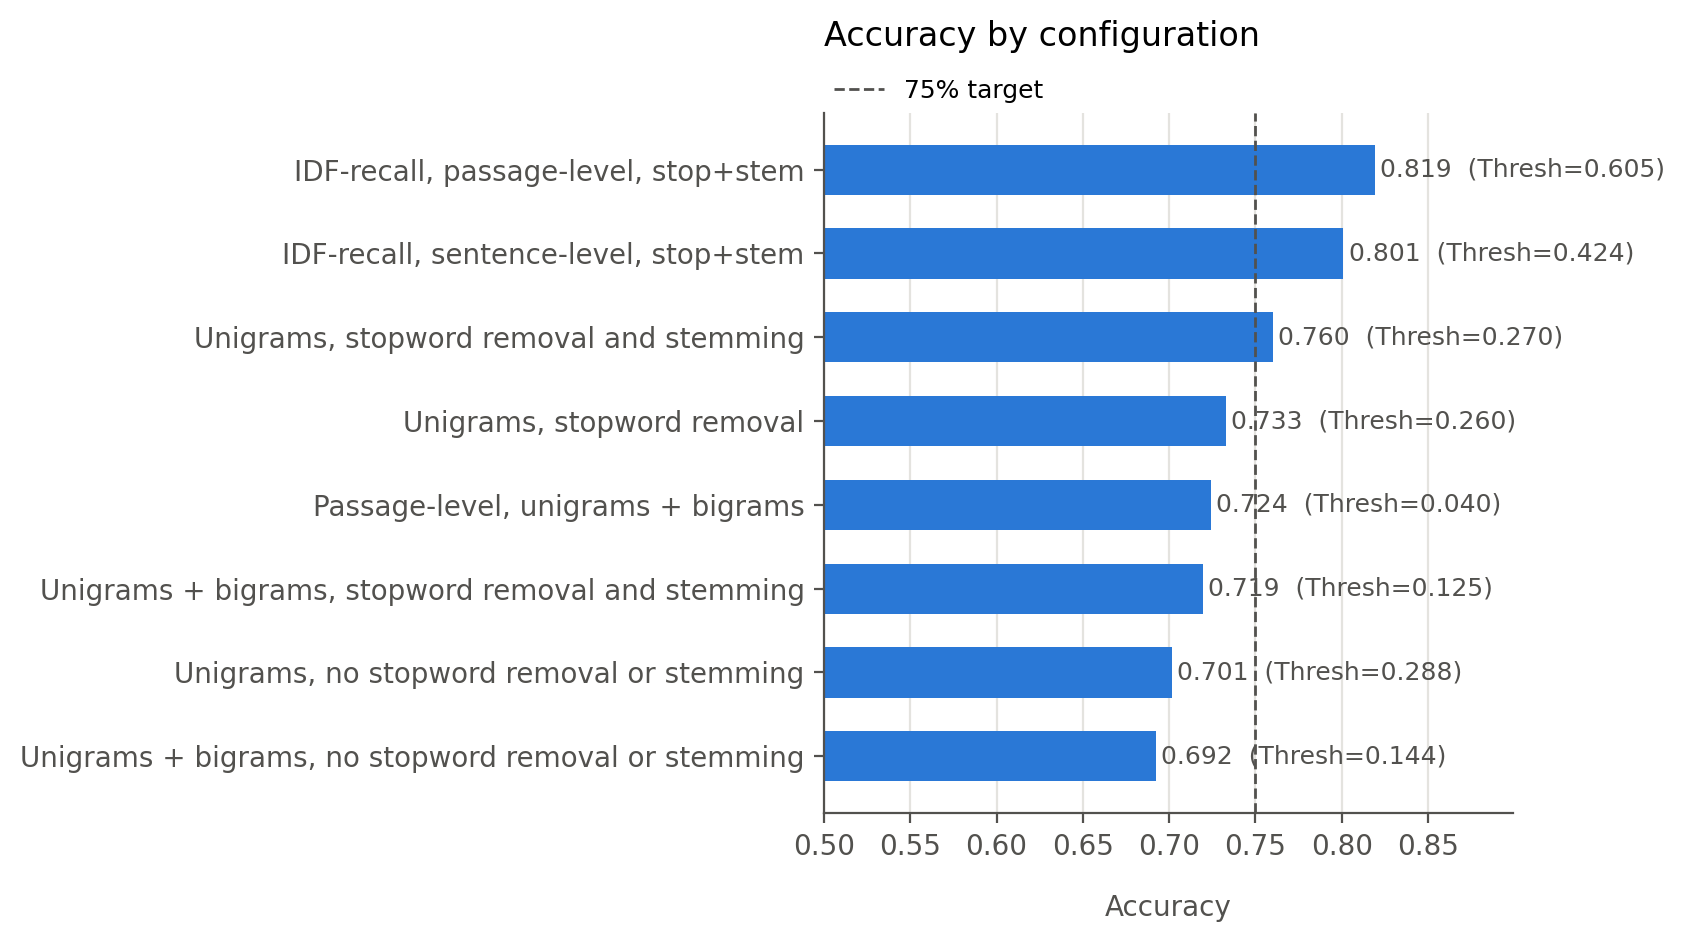 Accuracy by configuration
75% target
IDF-recall, passage-level, stop+stem 0.819 (Thresh=0.605)
IDF-recall, sentence-level, stop+stem 0.801 (Thresh=0.424)
Unigrams, stopword removal and stemming 0.760 (Thresh=0.270)
Unigrams, stopword removal 0.733 (Thresh=0.260)
Passage-level, unigrams + bigrams 0.724 (Thresh=0.040)
Unigrams + bigrams, stopword removal and stemming 0.719 (Thresh=0.125)
Unigrams, no stopword removal or stemming 0.701 (Thresh=0.288)
Unigrams + bigrams, no stopword removal or stemming 0.692 (Thresh=0.144)
0.50 0.55 0.60 0.65 0.70 0.75 0.80 0.85
Accuracy